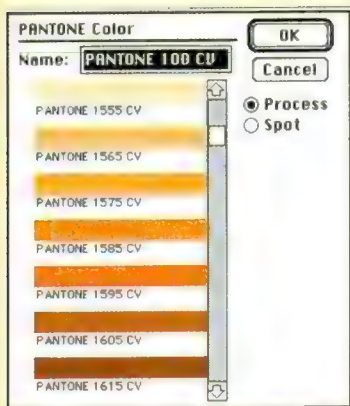 PANTONE Color
Name: PANTONE 100 CV
OK
Cancel
Process
Spot
PANTONE 1555 CV
PANTONE 1565 CV
PANTONE 1575 CV
PANTONE 1585 CV
PANTONE 1595 CV
PANTONE 1605 CV
PANTONE 1615 CV